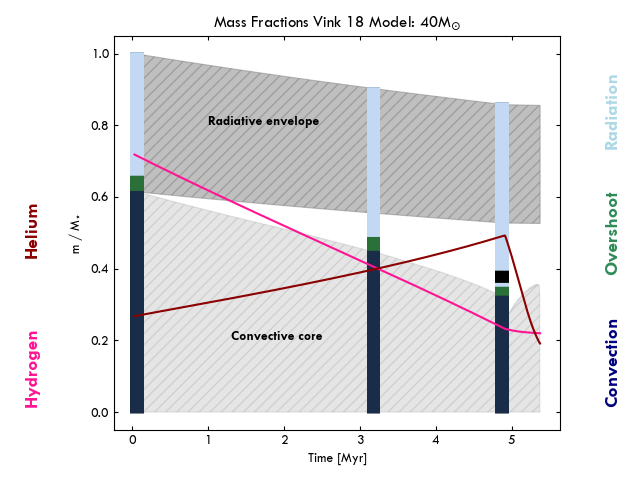 Mass Fractions Vink 18 Model: 40M⊙
1.0
0.8
0.6
0.4
0.2
0.0
m / M⋆
Radiative envelope
Convective core
0 1 2 3 4 5
Time [Myr]
Helium
Hydrogen
Radiation
Overshoot
Convection